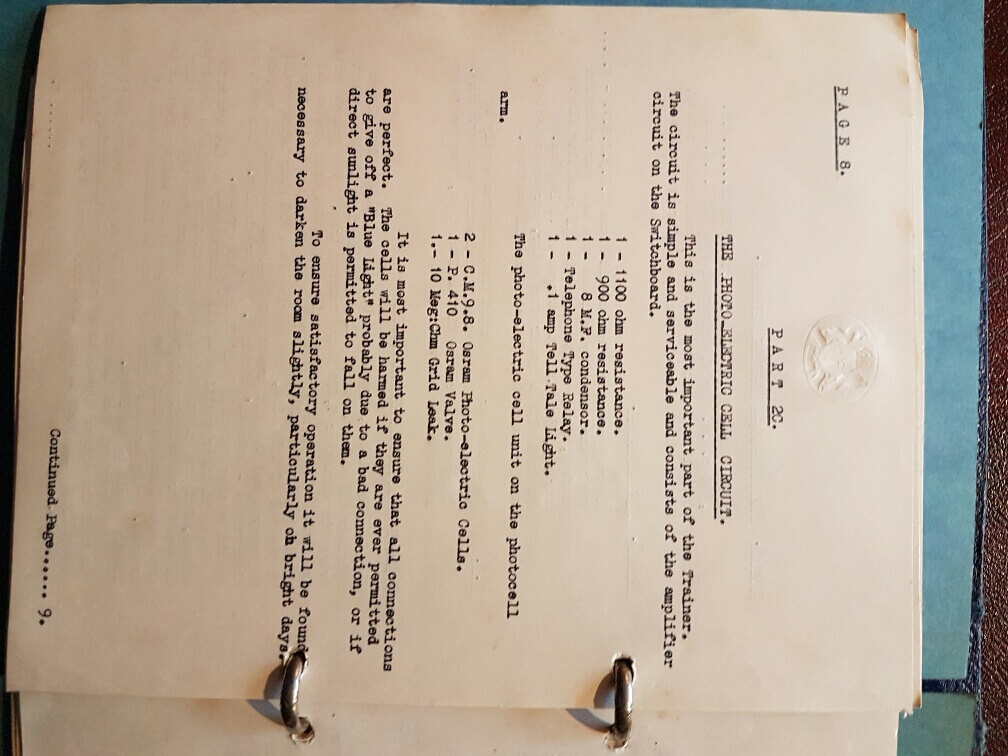 PAGE 8.
PART 2C.
THE PHOTO-ELECTRIC CELL CIRCUIT.
This is the most important part of the Trainer.
The circuit is simple and serviceable and consists of the amplifier
circuit on the Switchboard.
1 - 1100 ohm resistance.
1 - 900 ohm resistance.
1 - 8 M.F. condensor.
1 - Telephone Type Relay.
1 - .1 amp Tell Tale Light.
The photo-electric cell unit on the photocell
arm.
2 - C.M.9.8. Osram Photo-electric Cells.
1 - P. 410 Osram Valve.
1.- 10 Meg:Ohm Grid Leak.
It is most important to ensure that all connections
are perfect. The cells will be harmed if they are ever permitted
to give off a "Blue Light" probably due to a bad connection, or if
direct sunlight is permitted to fall on them.
To ensure satisfactory operation it will be found
necessary to darken the room slightly, particularly on bright days.
Continued Page...... 9.